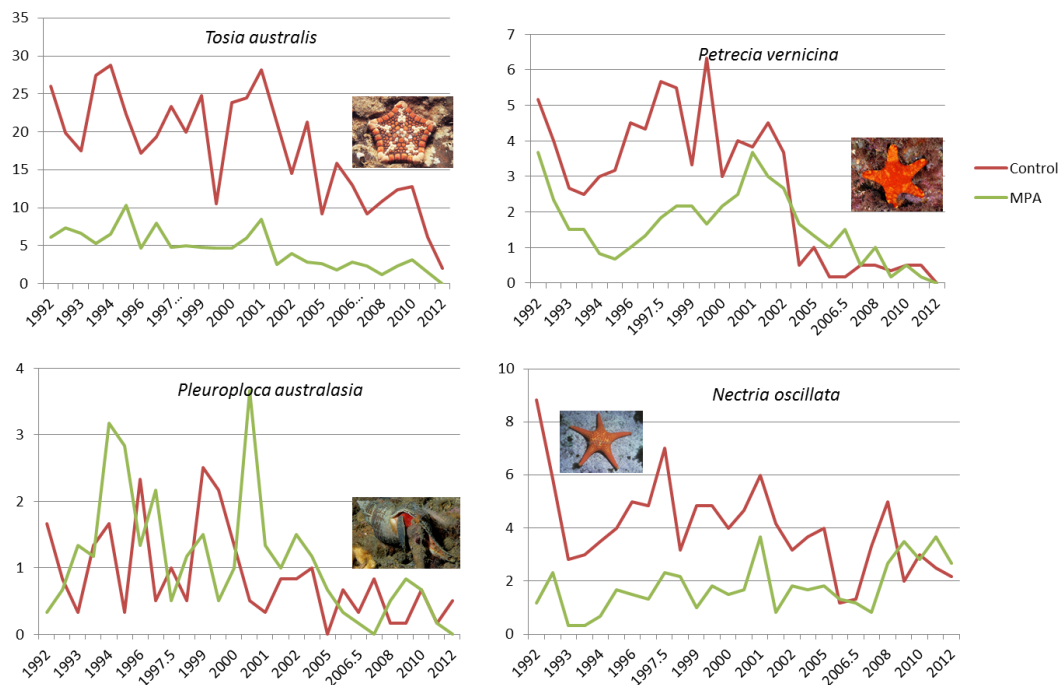 Tosia australis
35
30
25
20
15
10
5
0
1992 1993 1994 1996 1997... 1999 2000 2001 2002 2005 2006... 2008 2010 2012
Petrecia vernicina
7
6
5
4
3
2
1
0
1992 1993 1994 1996 1997.5 1999 2000 2001 2002 2005 2006.5 2008 2010 2012
Control
MPA
Pleuroploca australasia
4
3
2
1
0
1992 1993 1994 1996 1997.5 1999 2000 2001 2002 2005 2006.5 2008 2010 2012
Nectria oscillata
10
8
6
4
2
0
1992 1993 1994 1996 1997.5 1999 2000 2001 2002 2005 2006.5 2008 2010 2012